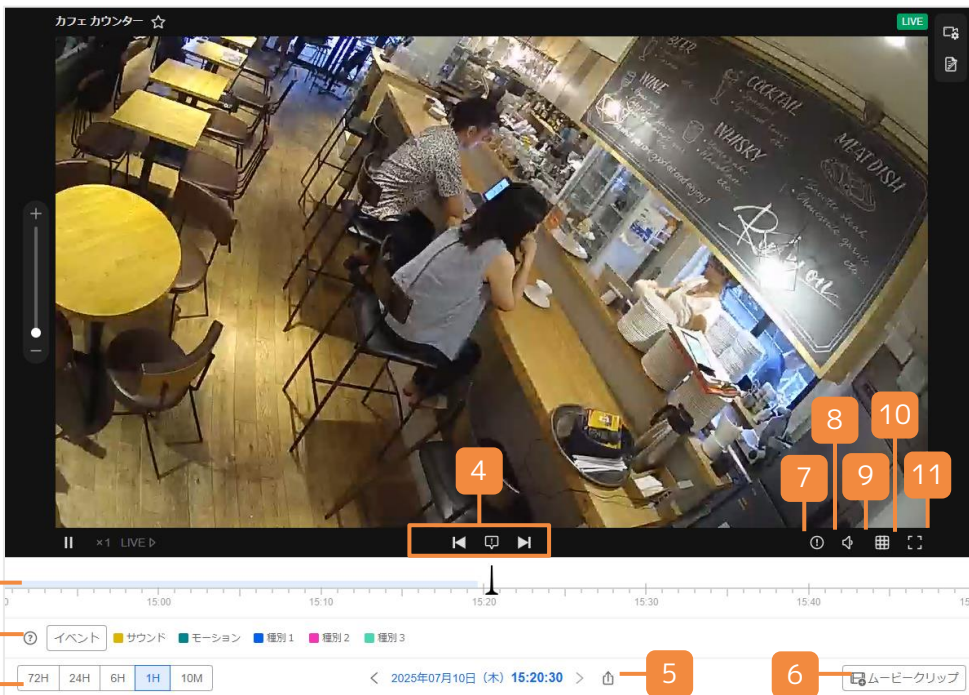 カフェ カウンター
LIVE
BEER
WINE
COCKTAIL
WHISKY
MEAT DISH
etc
etc
4
7
8
9
10
11
×1 LIVE
15:00
15:10
15:20
15:30
15:40
イベント
サウンド
モーション
種別 1
種別 2
種別 3
72H 24H 6H 1H 10M
2025年07月10日（木）15:20:30
5
6
ムービークリップ